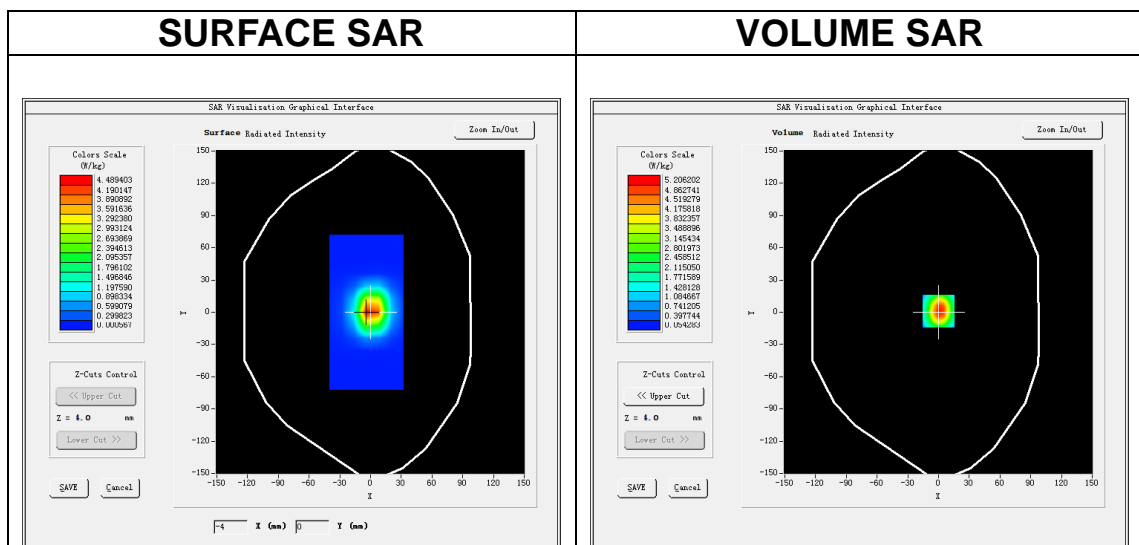 SURFACE SAR
VOLUME SAR
SAR Visualisation Graphical Interface
Surface Radiated Intensity
Zoom In/Out
Colors Scale
(W/kg)
4.489403
4.190147
3.890892
3.591636
3.292380
2.993124
2.693869
2.394613
2.095357
1.796102
1.496846
1.197590
0.898334
0.599079
0.299823
0.000567
Z-Cuts Control
<< Upper Cut
Z = 4.0 mm
Lower Cut >>
SAVE Cancel
150
120
90
60
30
0
-30
-60
-90
-120
-150
Y
-150 -120 -90 -60 -30 0 30 60 90 120 150
X
-4 X (mm) 0 Y (mm)
SAR Visualisation Graphical Interface
Volume Radiated Intensity
Zoom In/Out
Colors Scale
(W/kg)
5.206202
4.862741
4.519279
4.175818
3.832357
3.488896
3.145434
2.801973
2.458512
2.115050
1.771589
1.428128
1.084667
0.741205
0.397744
0.054283
Z-Cuts Control
<< Upper Cut
Z = 4.0 mm
Lower Cut >>
SAVE Cancel
150
120
90
60
30
0
-30
-60
-90
-120
-150
Y
-150 -120 -90 -60 -30 0 30 60 90 120 150
X